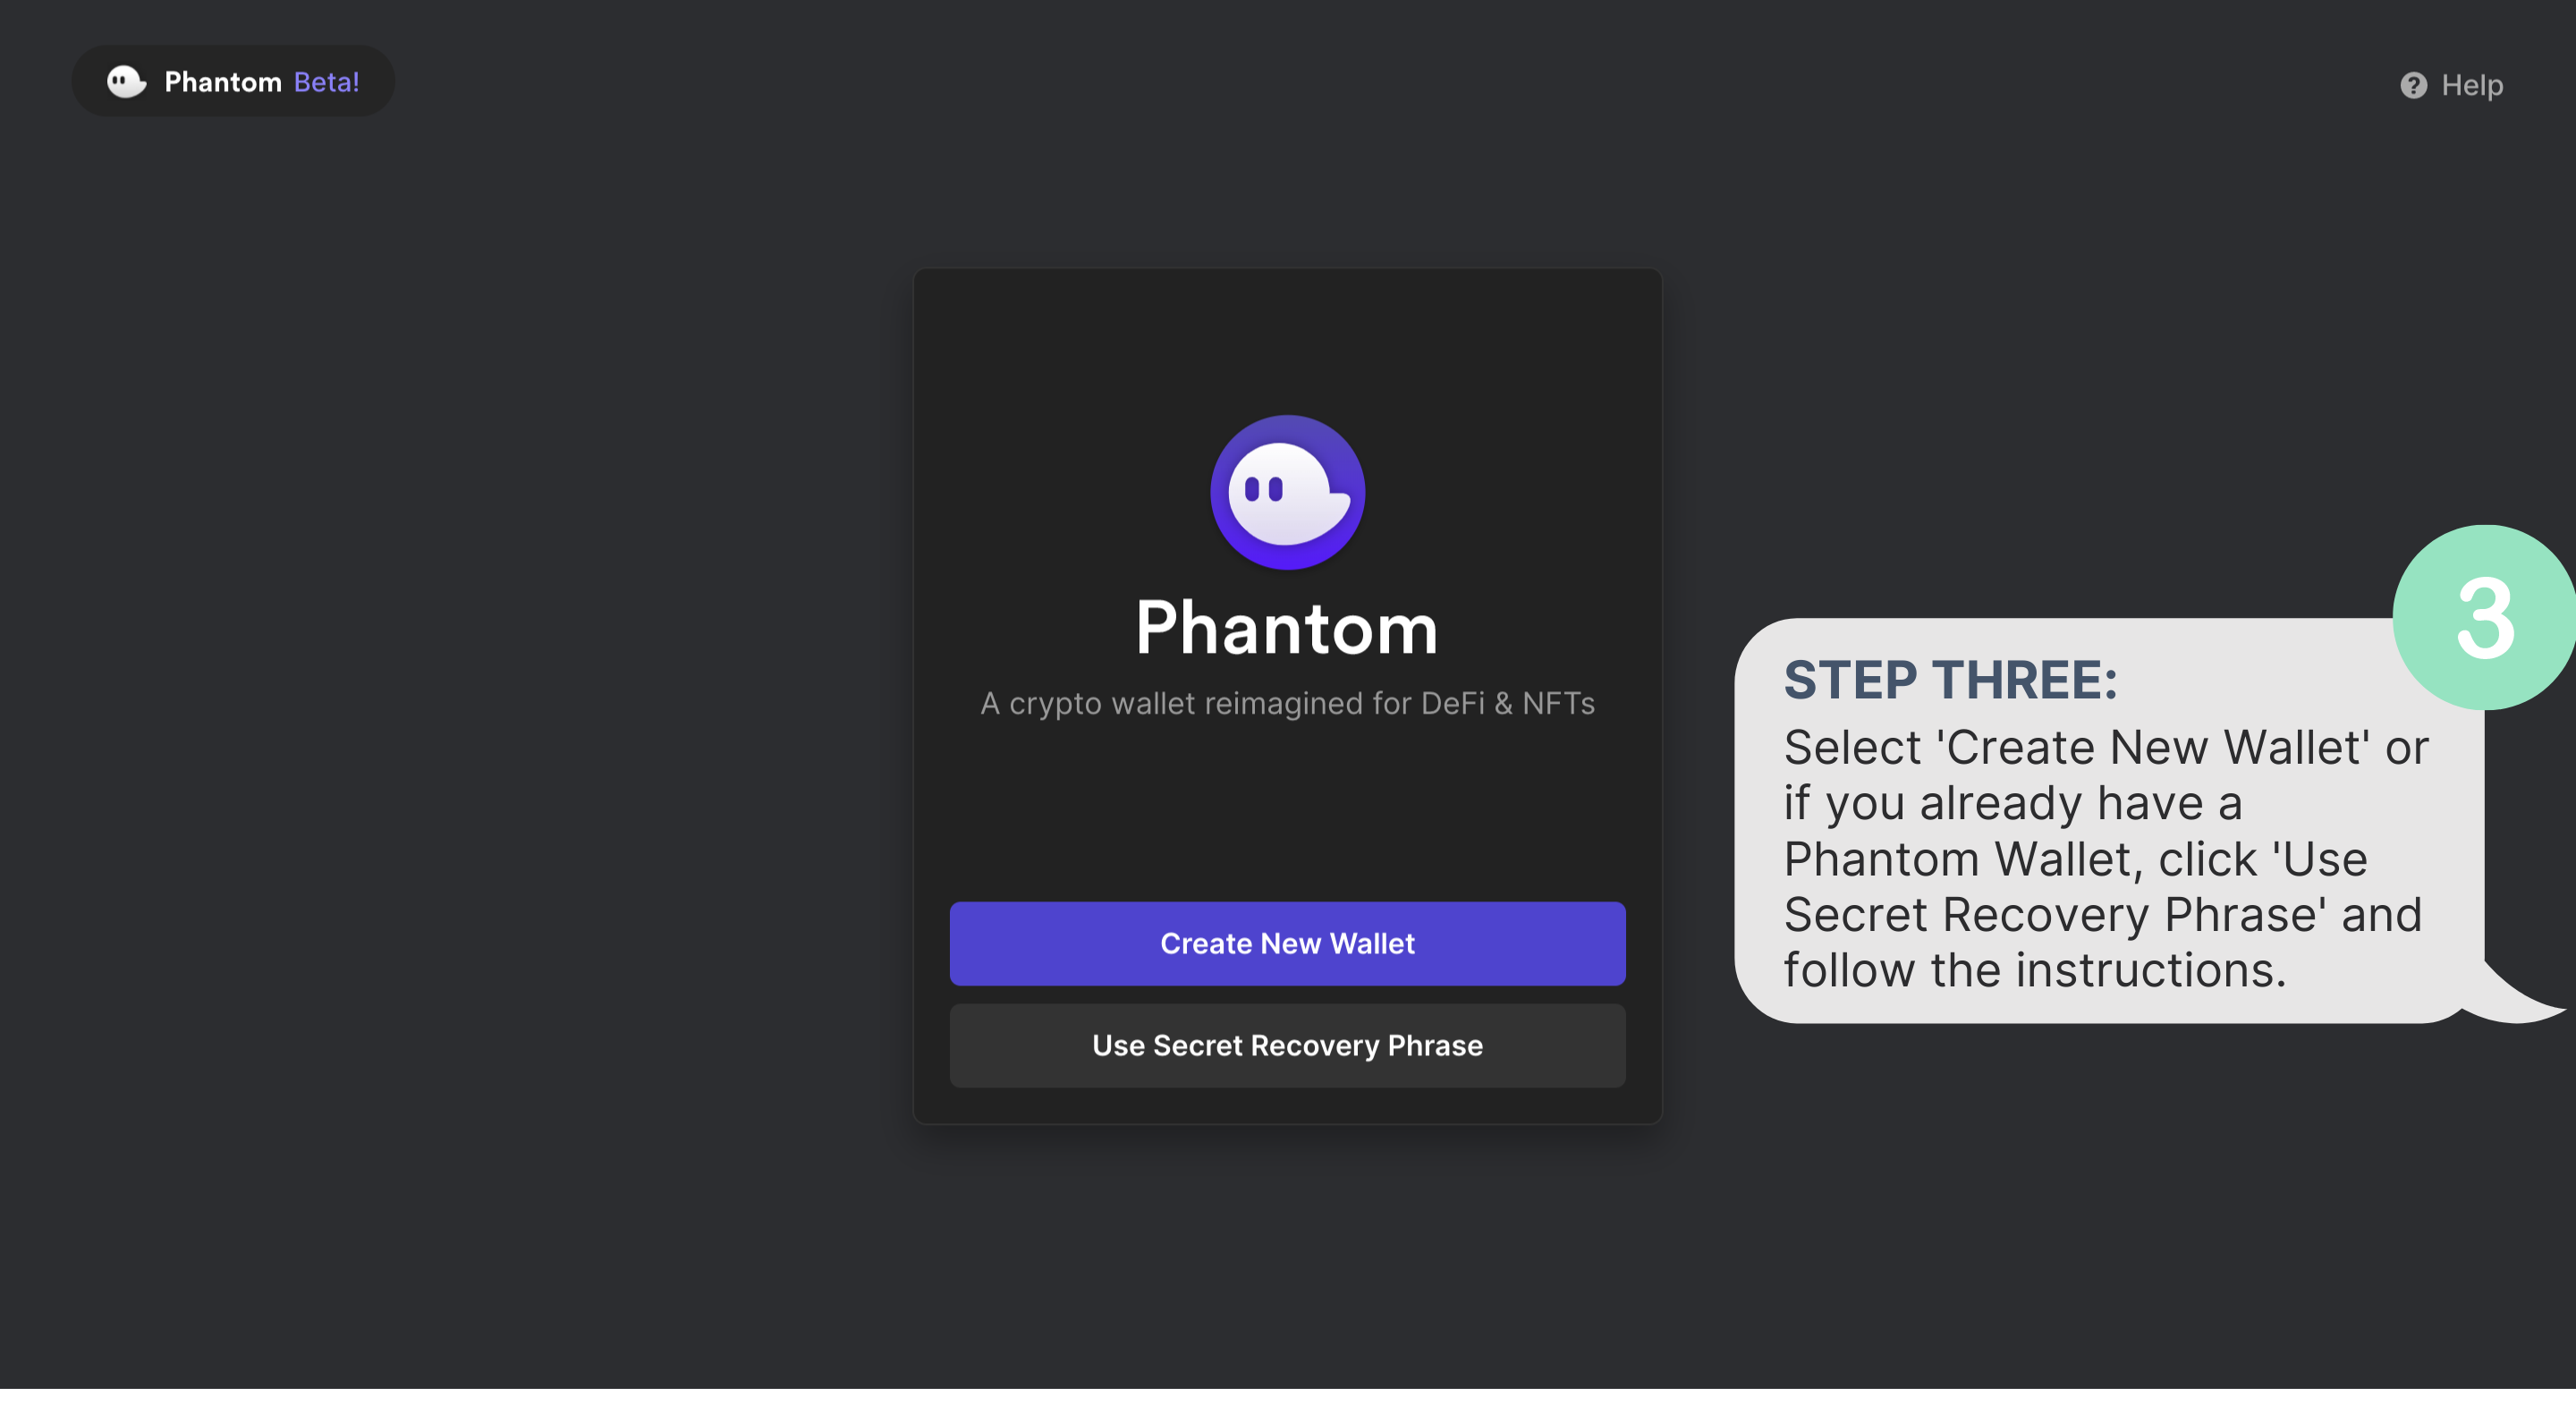 Phantom Beta!
Help
Phantom
A crypto wallet reimagined for DeFi & NFTs
Create New Wallet
Use Secret Recovery Phrase
3
STEP THREE:
Select 'Create New Wallet' or
if you already have a
Phantom Wallet, click 'Use
Secret Recovery Phrase' and
follow the instructions.